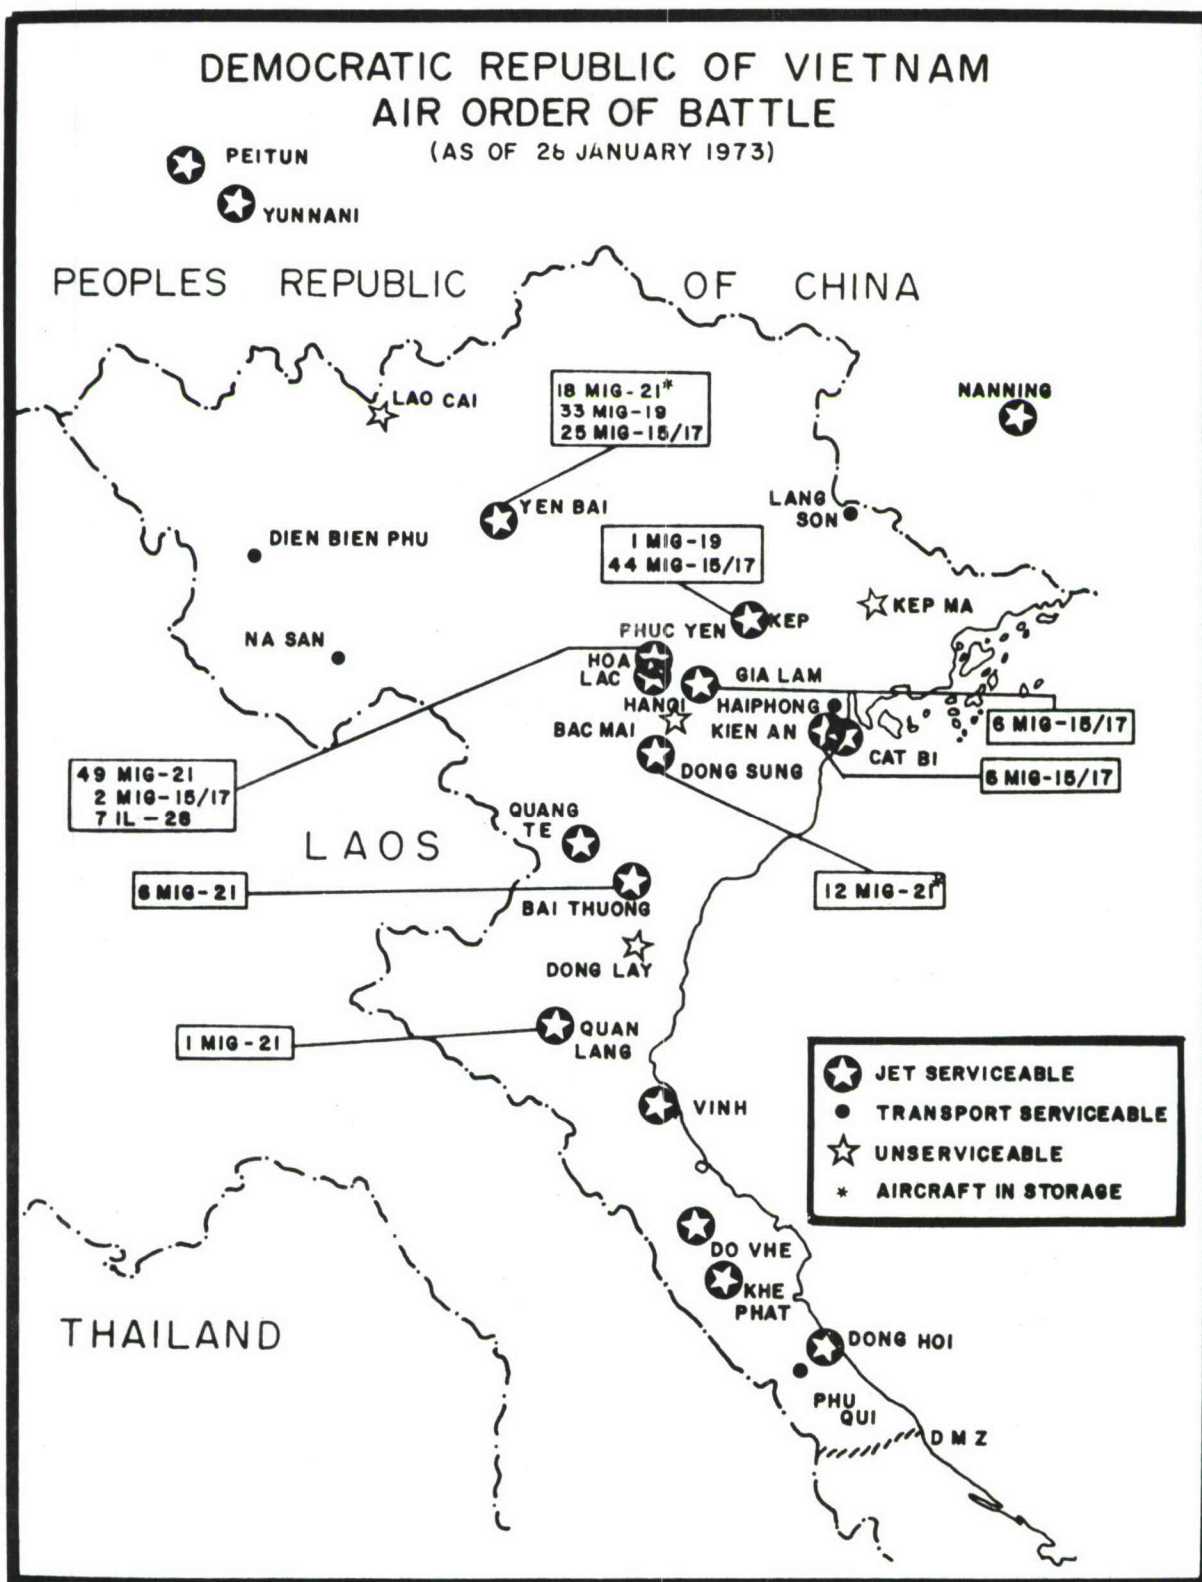 DEMOCRATIC REPUBLIC OF VIETNAM
AIR ORDER OF BATTLE
(AS OF 26 JANUARY 1973)
PEITUN
YUNNANI
PEOPLES REPUBLIC OF CHINA
LAO CAI
18 MIG-21*
33 MIG-19
25 MIG-15/17
NANNING
YEN BAI
LANG
SON
DIEN BIEN PHU
1 MIG-19
44 MIG-15/17
KEP MA
KEP
PHUC YEN
NA SAN
HOA
LAC
GIA LAM
HANOI
HAIPHONG
6 MIG-15/17
BAC MAI
KIEN AN
CAT BI
DONG SUNG
6 MIG-15/17
49 MIG-21
2 MIG-15/17
7 IL-28
QUANG
TE
LAOS
6 MIG-21
12 MIG-21*
BAI THUONG
DONG LAY
1 MIG-21
QUAN
LANG
JET SERVICEABLE
VINH
TRANSPORT SERVICEABLE
UNSERVICEABLE
* AIRCRAFT IN STORAGE
DO VHE
KHE
PHAT
THAILAND
DONG HOI
PHU
QUI
DMZ